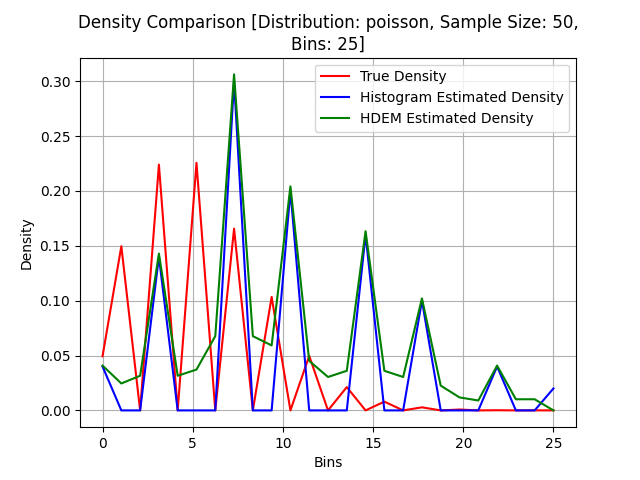 Density Comparison [Distribution: poisson, Sample Size: 50,
Bins: 25]
True Density
Histogram Estimated Density
HDEM Estimated Density
Density
0.30
0.25
0.20
0.15
0.10
0.05
0.00
0 5 10 15 20 25
Bins